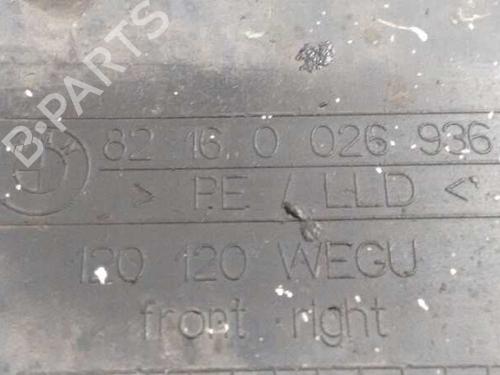 B-PARTS
82 16 0 026 936
> PE / LLD <
120 120 WEGU
front right